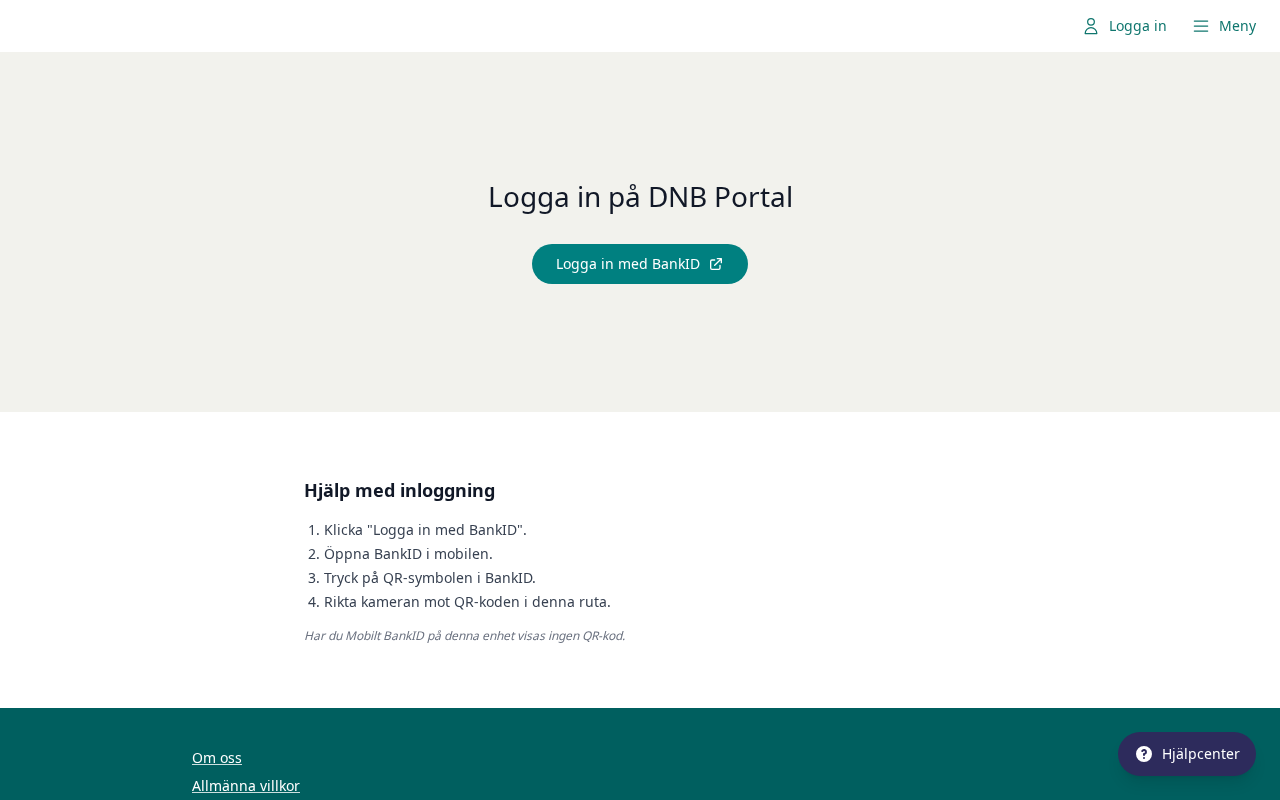 Logga in
Meny
Logga in på DNB Portal
Logga in med BankID
Hjälp med inloggning
1. Klicka "Logga in med BankID".
2. Öppna BankID i mobilen.
3. Tryck på QR-symbolen i BankID.
4. Rikta kameran mot QR-koden i denna ruta.
Har du Mobilt BankID på denna enhet visas ingen QR-kod.
Om oss
Hjälpcenter
Allmänna villkor